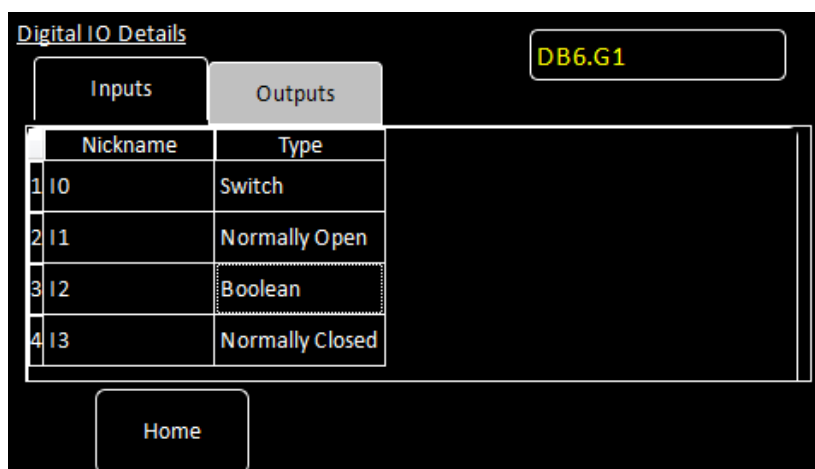 Digital IO Details
DB6.G1
Inputs Outputs
Nickname Type
1 I0 Switch
2 I1 Normally Open
3 I2 Boolean
4 I3 Normally Closed
Home